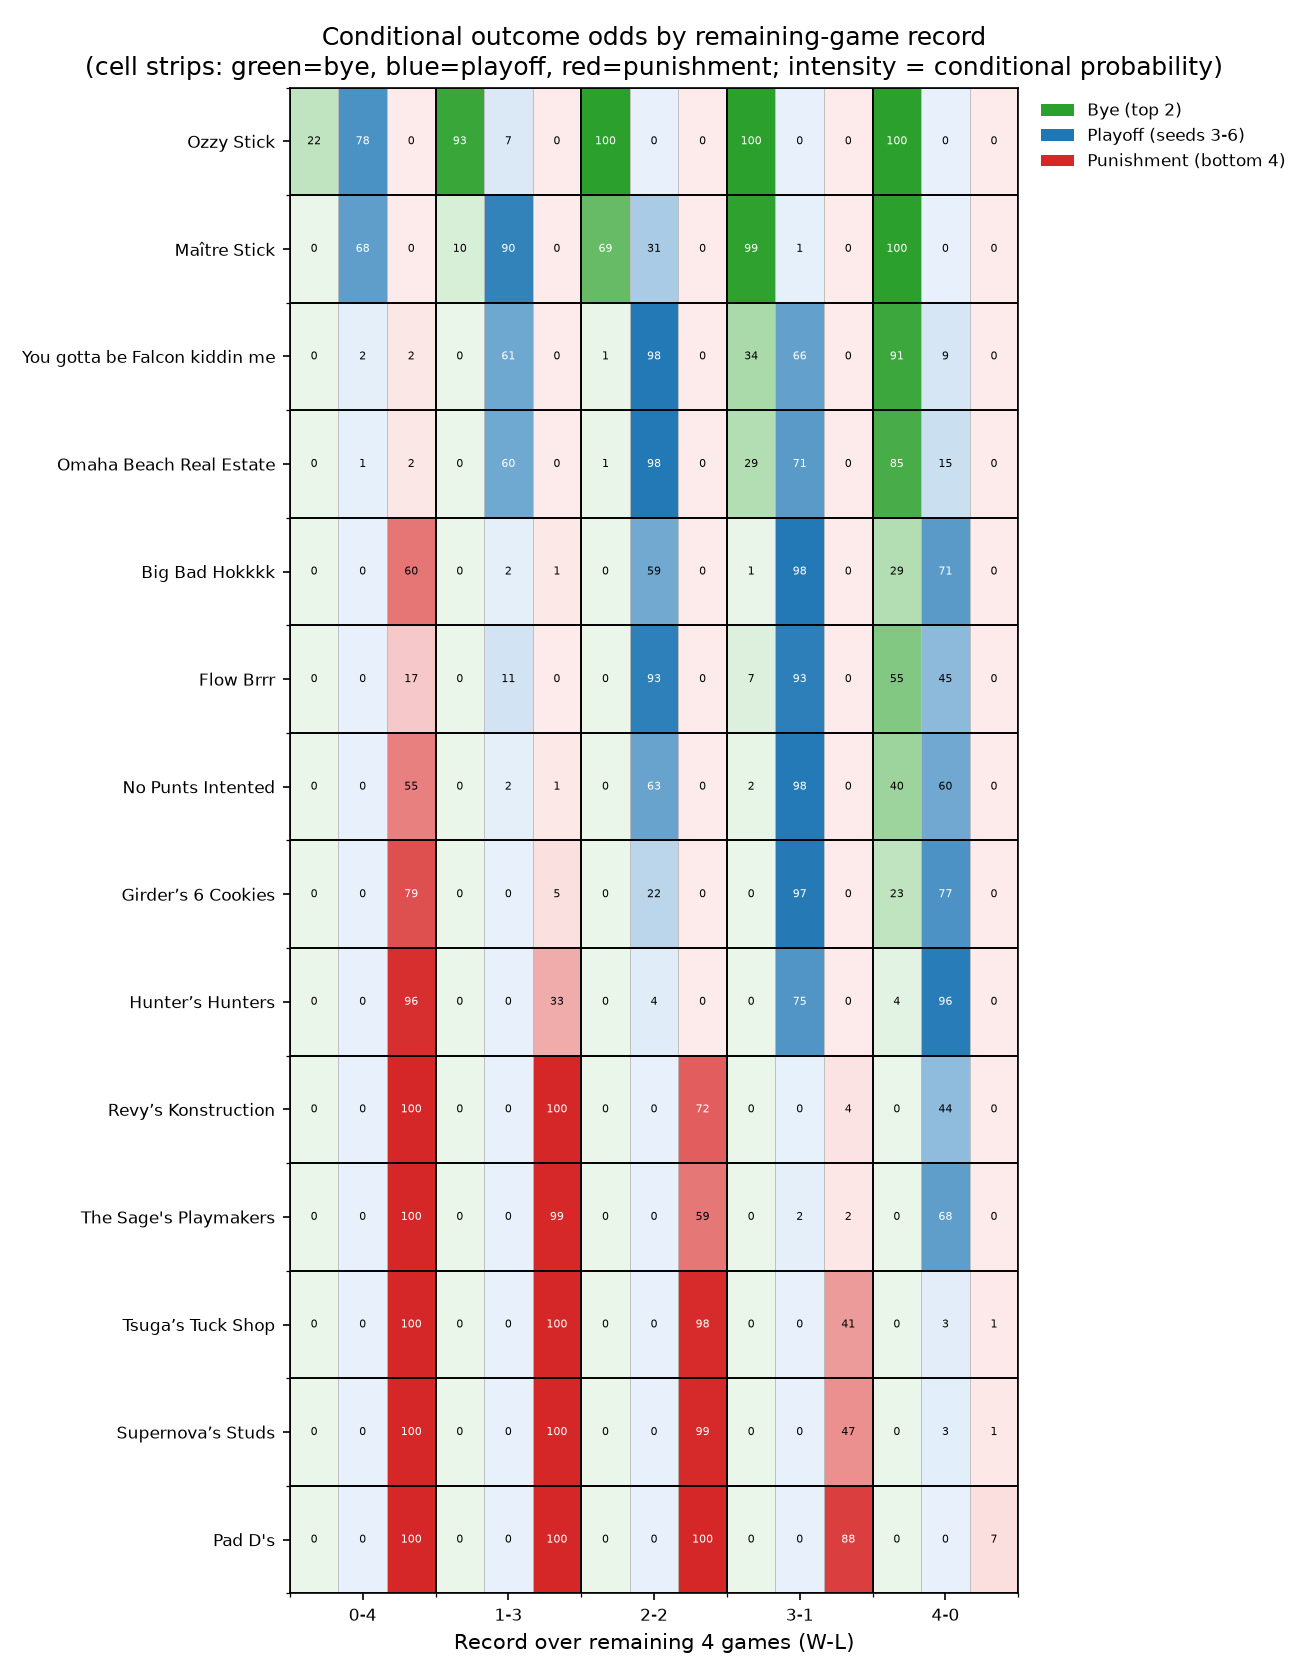 Conditional outcome odds by remaining-game record
(cell strips: green=bye, blue=playoff, red=punishment; intensity = conditional probability)
Bye (top 2)
Playoff (seeds 3-6)
Punishment (bottom 4)
Ozzy Stick 22 78 0 93 7 0 100 0 0 100 0 0 100 0 0
Maître Stick 0 68 0 10 90 0 69 31 0 99 1 0 100 0 0
You gotta be Falcon kiddin me 0 2 2 0 61 0 1 98 0 34 66 0 91 9 0
Omaha Beach Real Estate 0 1 2 0 60 0 1 98 0 29 71 0 85 15 0
Big Bad Hokkkk 0 0 60 0 2 1 0 59 0 1 98 0 29 71 0
Flow Brrr 0 0 17 0 11 0 0 93 0 7 93 0 55 45 0
No Punts Intented 0 0 55 0 2 1 0 63 0 2 98 0 40 60 0
Girder’s 6 Cookies 0 0 79 0 0 5 0 22 0 0 97 0 23 77 0
Hunter’s Hunters 0 0 96 0 0 33 0 4 0 0 75 0 4 96 0
Revy’s Konstruction 0 0 100 0 0 100 0 0 72 0 0 4 0 44 0
The Sage's Playmakers 0 0 100 0 0 99 0 0 59 0 2 2 0 68 0
Tsuga’s Tuck Shop 0 0 100 0 0 100 0 0 98 0 0 41 0 3 1
Supernova’s Studs 0 0 100 0 0 100 0 0 99 0 0 47 0 3 1
Pad D's 0 0 100 0 0 100 0 0 100 0 0 88 0 0 7
0-4 1-3 2-2 3-1 4-0
Record over remaining 4 games (W-L)